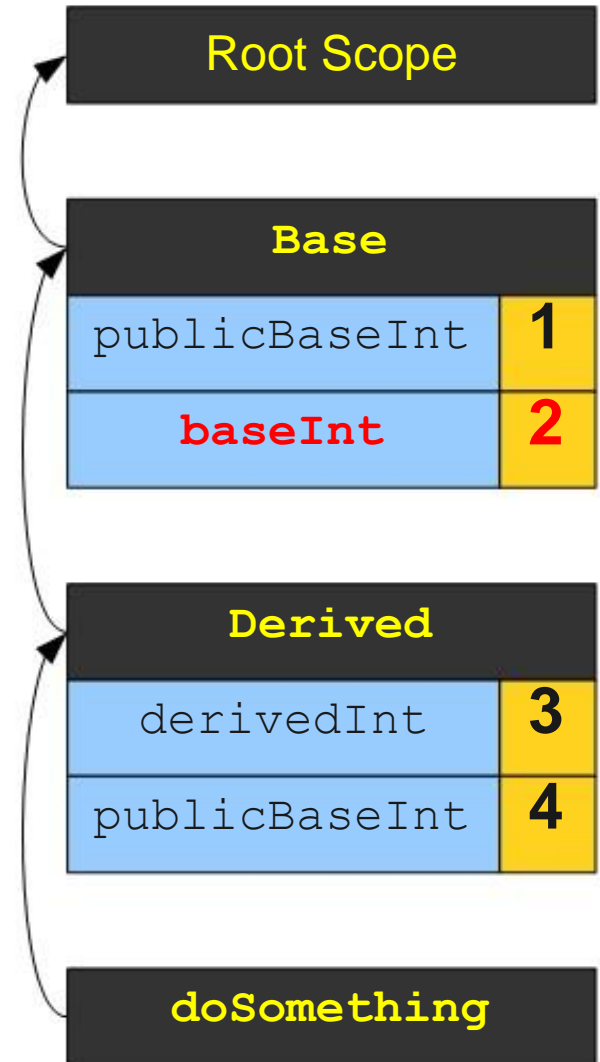 Root Scope
Base
publicBaseInt 1
baseInt 2
Derived
derivedInt 3
publicBaseInt 4
doSomething